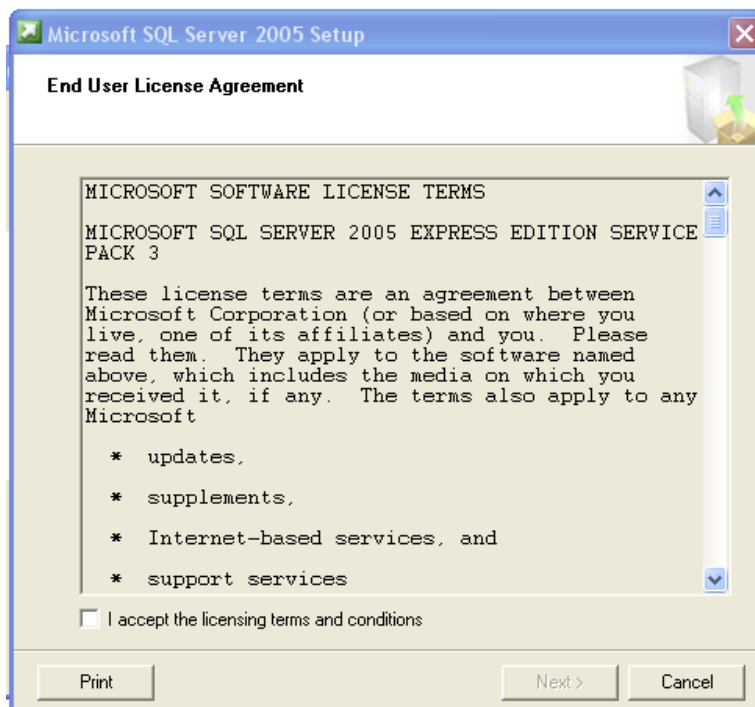 Microsoft SQL Server 2005 Setup
End User License Agreement
MICROSOFT SOFTWARE LICENSE TERMS
MICROSOFT SQL SERVER 2005 EXPRESS EDITION SERVICE
PACK 3
These license terms are an agreement between
Microsoft Corporation (or based on where you
live, one of its affiliates) and you.  Please
read them.  They apply to the software named
above, which includes the media on which you
received it, if any.  The terms also apply to any
Microsoft
* updates,
* supplements,
* Internet-based services, and
* support services
I accept the licensing terms and conditions
Print
Next >
Cancel